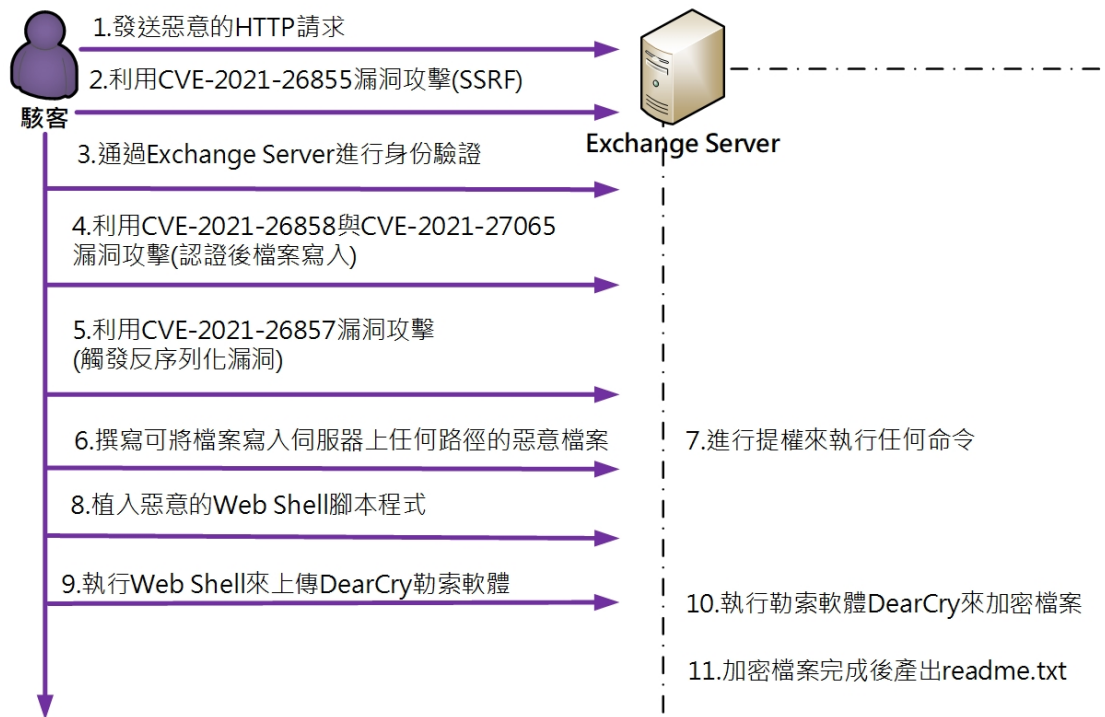 1.發送惡意的HTTP請求
2.利用CVE-2021-26855漏洞攻擊(SSRF)
駭客
Exchange Server
3.通過Exchange Server進行身份驗證
4.利用CVE-2021-26858與CVE-2021-27065
漏洞攻擊(認證後檔案寫入)
5.利用CVE-2021-26857漏洞攻擊
(觸發反序列化漏洞)
6.撰寫可將檔案寫入伺服器上任何路徑的惡意檔案
7.進行提權來執行任何命令
8.植入惡意的Web Shell腳本程式
9.執行Web Shell來上傳DearCry勒索軟體
10.執行勒索軟體DearCry來加密檔案
11.加密檔案完成後產出readme.txt